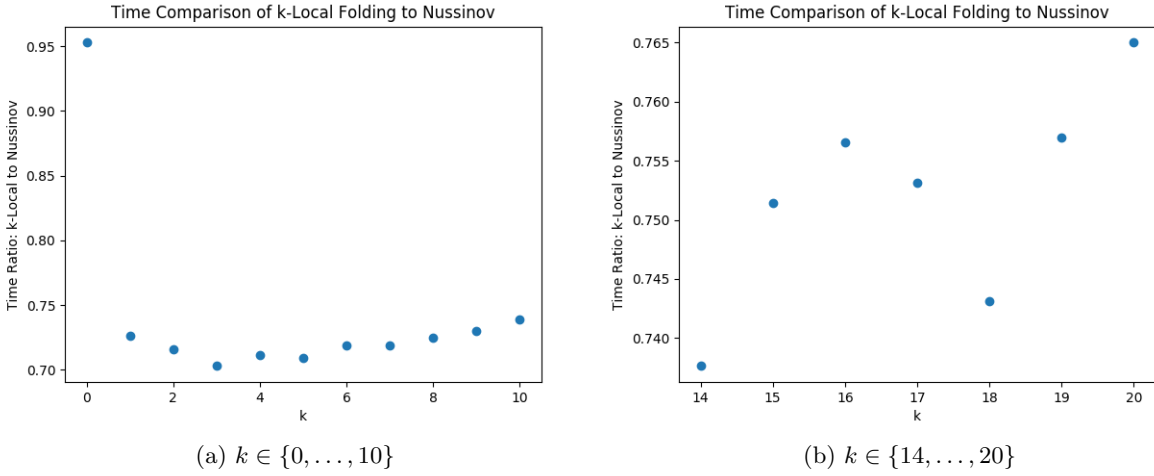 Time Comparison of k-Local Folding to Nussinov
Time Ratio: k-Local to Nussinov
0.95
0.90
0.85
0.80
0.75
0.70
0 2 4 6 8 10
k
(a) k ∈ {0, . . . , 10}
Time Comparison of k-Local Folding to Nussinov
Time Ratio: k-Local to Nussinov
0.765
0.760
0.755
0.750
0.745
0.740
14 15 16 17 18 19 20
k
(b) k ∈ {14, . . . , 20}